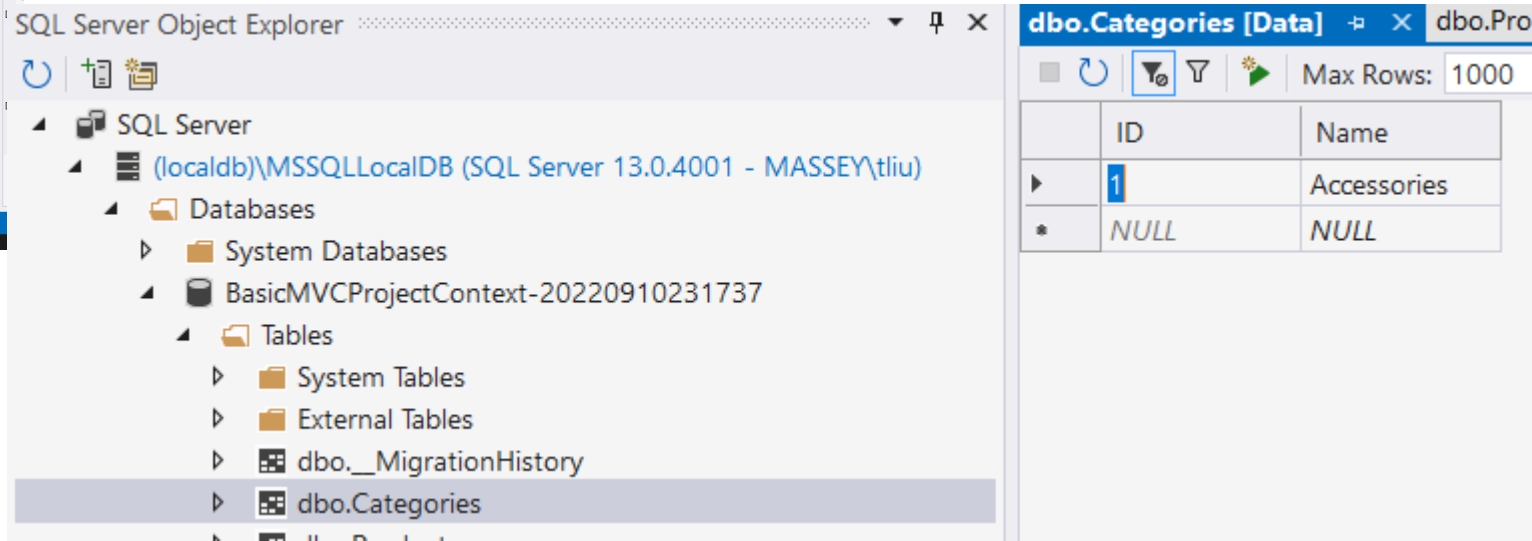 SQL Server Object Explorer
SQL Server
(localdb)\MSSQLLocalDB (SQL Server 13.0.4001 - MASSEY\tliu)
Databases
System Databases
BasicMVCProjectContext-20220910231737
Tables
System Tables
External Tables
dbo.__MigrationHistory
dbo.Categories
dbo.Categories [Data] dbo.Pro
Max Rows: 1000
ID Name
1 Accessories
NULL NULL